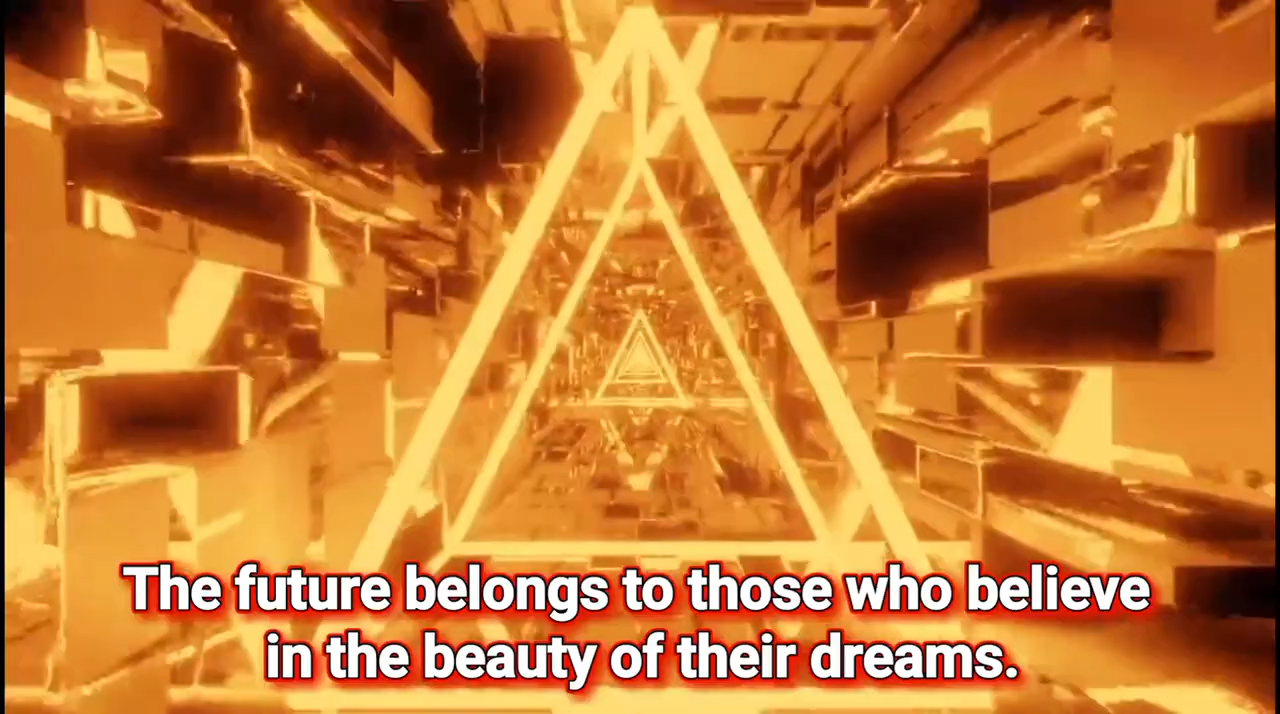 The future belongs to those who believe
in the beauty of their dreams.